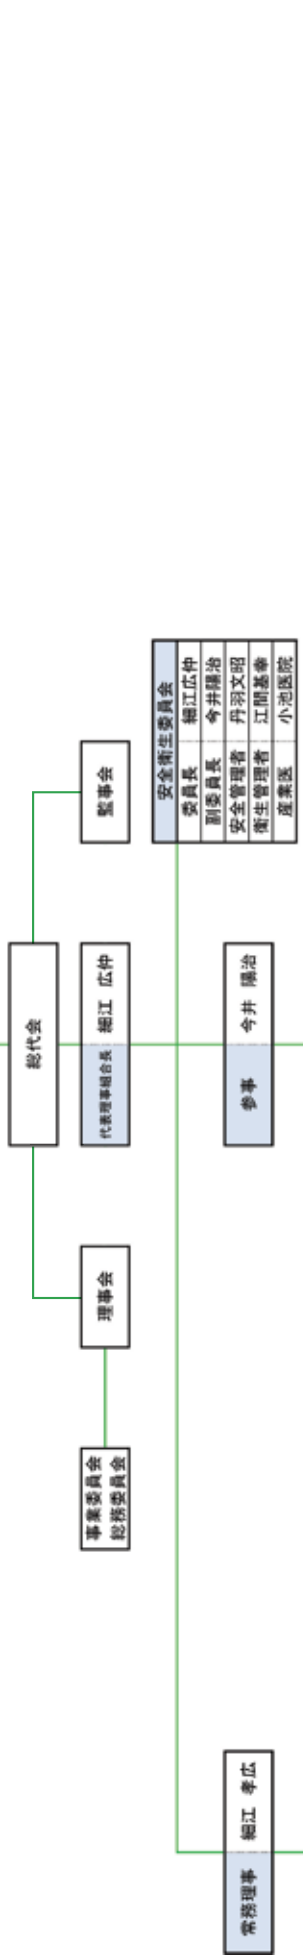 総代会
理事会
監事会
事業委員会
総務委員会
代表理事組合長 細江 広仲
安全衛生委員会
委員長 細江広仲
副委員長 今井陽治
安全管理者 丹羽文昭
衛生管理者 江間基幸
産業医 小池医院
常務理事 細江 孝広
参事 今井 陽治